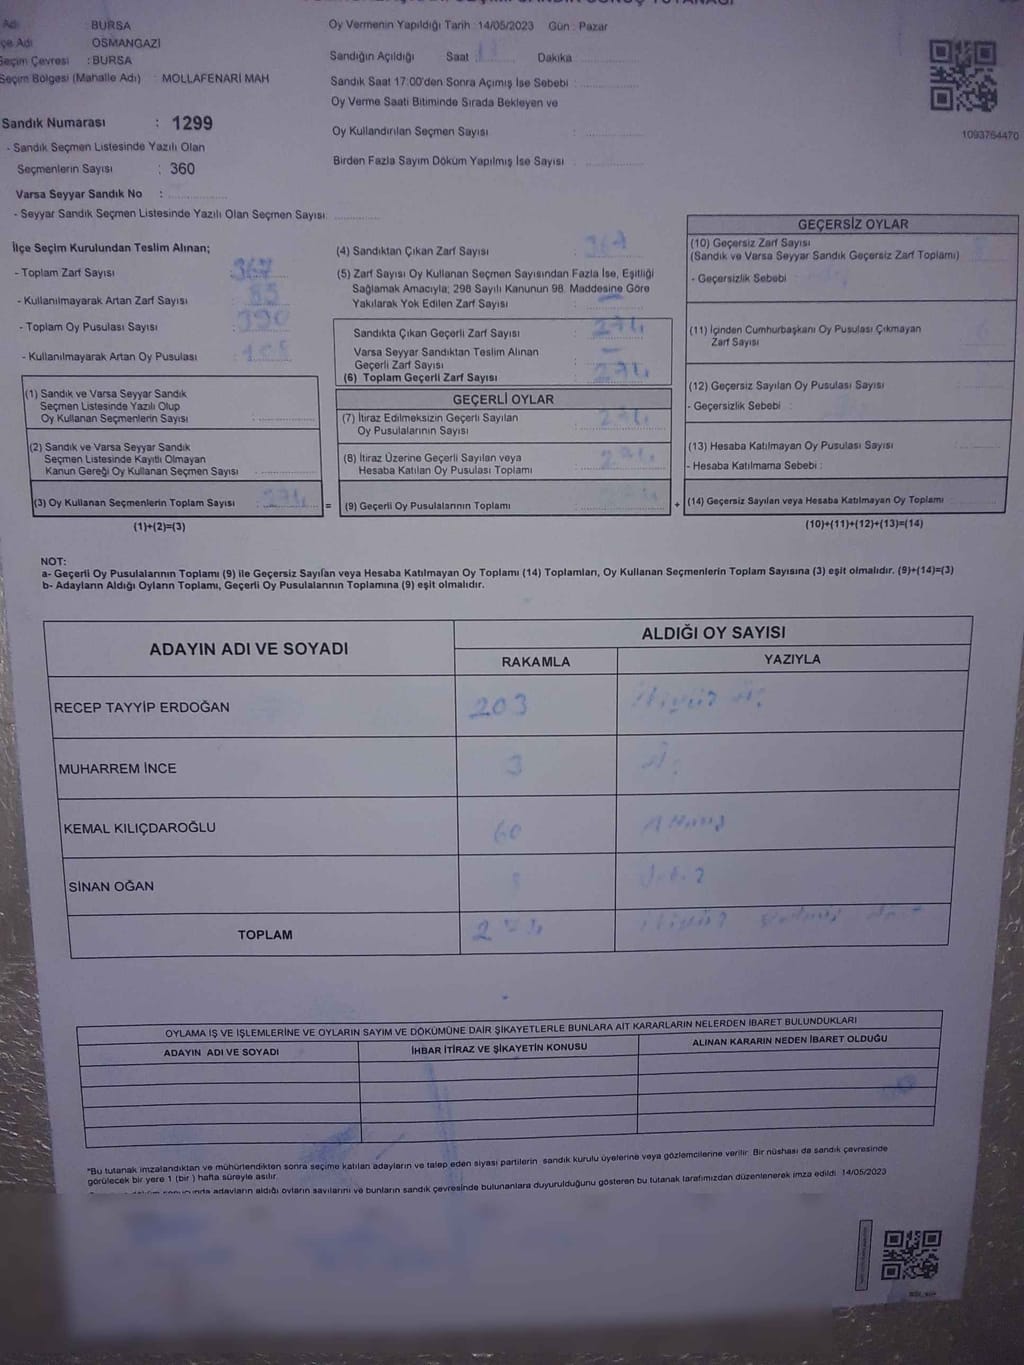 BURSA
Oy Vermenin Yapıldığı Tarih : 14/05/2023 Gün : Pazar
OSMANGAZİ
Seçim Çevresi : BURSA
Sandığın Açıldığı Saat Dakika
Seçim Bölgesi (Mahalle Adı) : MOLLAFENARİ MAH
Sandık Saat 17:00'den Sonra Açımış İse Sebebi :
Oy Verme Saati Bitiminde Sırada Bekleyen ve
Oy Kullandırılan Seçmen Sayısı :
Birden Fazla Sayım Döküm Yapılmış İse Sayısı :
1093764470
Sandık Numarası : 1299
- Sandık Seçmen Listesinde Yazılı Olan
Seçmenlerin Sayısı : 360
Varsa Seyyar Sandık No :
- Seyyar Sandık Seçmen Listesinde Yazılı Olan Seçmen Sayısı
İlçe Seçim Kurulundan Teslim Alınan;
- Toplam Zarf Sayısı : 367
- Kullanılmayarak Artan Zarf Sayısı :
- Toplam Oy Pusulası Sayısı : 390
- Kullanılmayarak Artan Oy Pusulası :
(1) Sandık ve Varsa Seyyar Sandık
Seçmen Listesinde Yazılı Olup
Oy Kullanan Seçmenlerin Sayısı :
(2) Sandık ve Varsa Seyyar Sandık
Seçmen Listesinde Kayıtlı Olmayan
Kanun Gereği Oy Kullanan Seçmen Sayısı :
(3) Oy Kullanan Seçmenlerin Toplam Sayısı : 274 =
(1)+(2)=(3)
(4) Sandıktan Çıkan Zarf Sayısı :
(5) Zarf Sayısı Oy Kullanan Seçmen Sayısından Fazla İse, Eşitliği
Sağlamak Amacıyla; 298 Sayılı Kanunun 98. Maddesine Göre
Yakılarak Yok Edilen Zarf Sayısı :
Sandıkta Çıkan Geçerli Zarf Sayısı : 274
Varsa Seyyar Sandıktan Teslim Alınan
Geçerli Zarf Sayısı :
(6) Toplam Geçerli Zarf Sayısı : 274
GEÇERLİ OYLAR
(7) İtiraz Edilmeksizin Geçerli Sayılan
Oy Pusulalarının Sayısı : 274
(8) İtiraz Üzerine Geçerli Sayılan veya
Hesaba Katılan Oy Pusulası Toplamı :
(9) Geçerli Oy Pusulalarının Toplamı : 274 +
GEÇERSİZ OYLAR
(10) Geçersiz Zarf Sayısı
(Sandık ve Varsa Seyyar Sandık Geçersiz Zarf Toplamı) :
- Geçersizlik Sebebi :
(11) İçinden Cumhurbaşkanı Oy Pusulası Çıkmayan
Zarf Sayısı
(12) Geçersiz Sayılan Oy Pusulası Sayısı :
- Geçersizlik Sebebi :
(13) Hesaba Katılmayan Oy Pusulası Sayısı :
- Hesaba Katılmama Sebebi :
(14) Geçersiz Sayılan veya Hesaba Katılmayan Oy Toplamı
(10)+(11)+(12)+(13)=(14)
NOT:
a- Geçerli Oy Pusulalarının Toplamı (9) ile Geçersiz Sayılan veya Hesaba Katılmayan Oy Toplamı (14) Toplamları, Oy Kullanan Seçmenlerin Toplam Sayısına (3) eşit olmalıdır. (9)+(14)=(3)
b- Adayların Aldığı Oyların Toplamı, Geçerli Oy Pusulalarının Toplamına (9) eşit olmalıdır.
ADAYIN ADI VE SOYADI
ALDIĞI OY SAYISI
RAKAMLA YAZIYLA
RECEP TAYYİP ERDOĞAN 203 İkiyüz üç
MUHARREM İNCE 3 üç
KEMAL KILIÇDAROĞLU 60 Altmış
SİNAN OĞAN
TOPLAM 274 ikiyüz yetmiş dört
OYLAMA İŞ VE İŞLEMLERİNE VE OYLARIN SAYIM VE DÖKÜMÜNE DAİR ŞİKAYETLERLE BUNLARA AİT KARARLARIN NELERDEN İBARET BULUNDUKLARI
ADAYIN ADI VE SOYADI İHBAR İTİRAZ VE ŞİKAYETİN KONUSU ALINAN KARARIN NEDEN İBARET OLDUĞU
*Bu tutanak imzalandıktan ve mühürlendikten sonra seçime katılan adayların ve talep eden siyasi partilerin sandık kurulu üyelerine veya gözlemcilerine verilir. Bir nüshası da sandık çevresinde
görülecek bir yere 1 (bir ) hafta süreyle asılır.
adayların aldığı oyların sayılarını ve bunların sandık çevresinde bulunanlara duyurulduğunu gösteren bu tutanak tarafımızdan düzenlenerek imza edildi. 14/05/2023